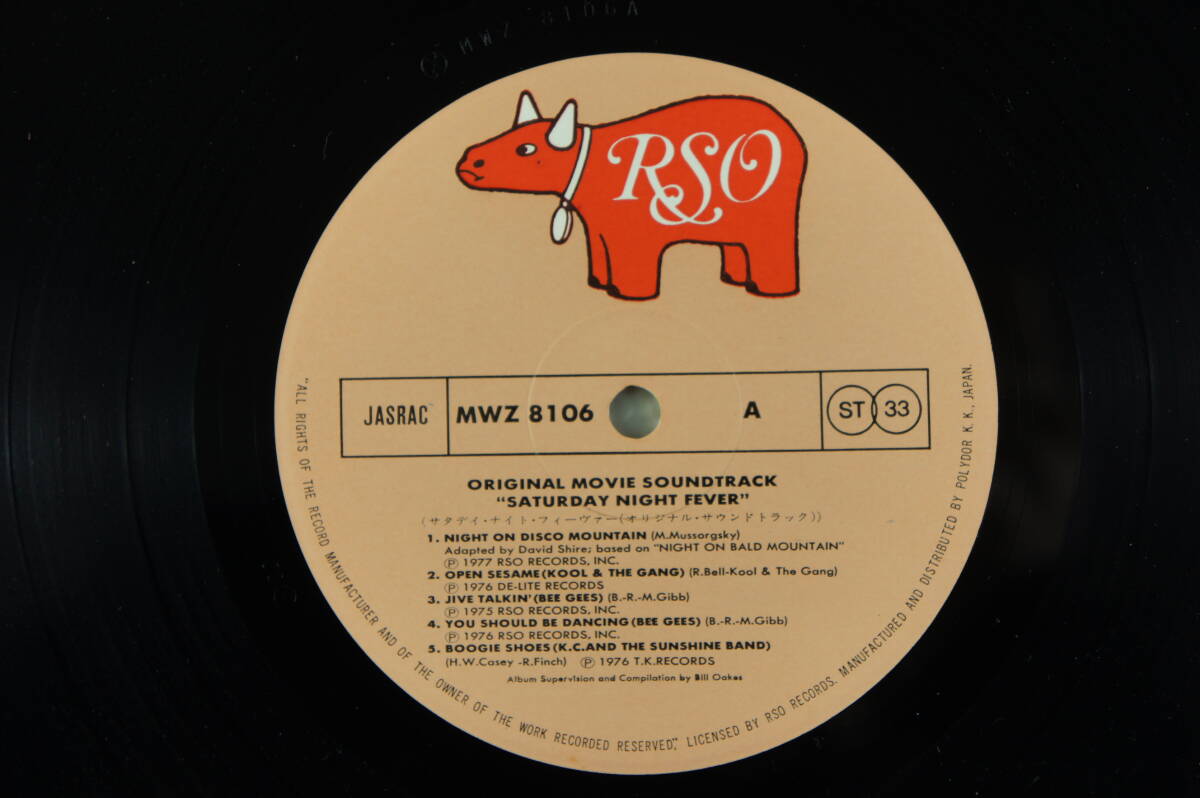 MWZ 8106A
RSO
JASRAC MWZ 8106 A ST 33
ORIGINAL MOVIE SOUNDTRACK
"SATURDAY NIGHT FEVER"
(サタデイ・ナイト・フィーヴァー(オリジナル・サウンドトラック))
1. NIGHT ON DISCO MOUNTAIN (M.Mussorgsky)
Adapted by David Shire; based on "NIGHT ON BALD MOUNTAIN"
Ⓟ 1977 RSO RECORDS, INC.
2. OPEN SESAME (KOOL & THE GANG) (R.Bell-Kool & The Gang)
Ⓟ 1976 DE-LITE RECORDS
3. JIVE TALKIN' (BEE GEES) (B.-R.-M.Gibb)
Ⓟ 1975 RSO RECORDS, INC.
4. YOU SHOULD BE DANCING (BEE GEES) (B.-R.-M.Gibb)
Ⓟ 1976 RSO RECORDS, INC.
5. BOOGIE SHOES (K.C.AND THE SUNSHINE BAND)
(H.W.Casey -R.Finch) Ⓟ 1976 T.K.RECORDS
Album Supervision and Compilation by Bill Oakes
"ALL RIGHTS OF THE RECORD MANUFACTURER AND OF THE OWNER OF THE WORK RECORDED RESERVED", LICENSED BY RSO RECORDS. MANUFACTURED AND DISTRIBUTED BY POLYDOR K. K., JAPAN.